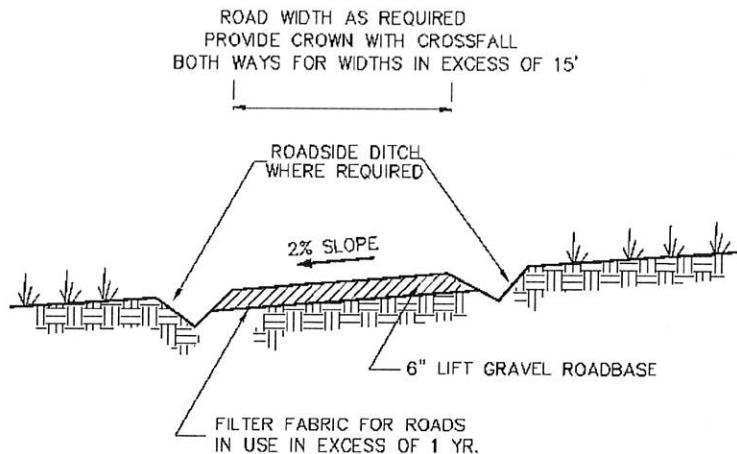 ROAD WIDTH AS REQUIRED
PROVIDE CROWN WITH CROSSFALL
BOTH WAYS FOR WIDTHS IN EXCESS OF 15'
ROADSIDE DITCH
WHERE REQUIRED
2% SLOPE
6" LIFT GRAVEL ROADBASE
FILTER FABRIC FOR ROADS
IN USE IN EXCESS OF 1 YR.